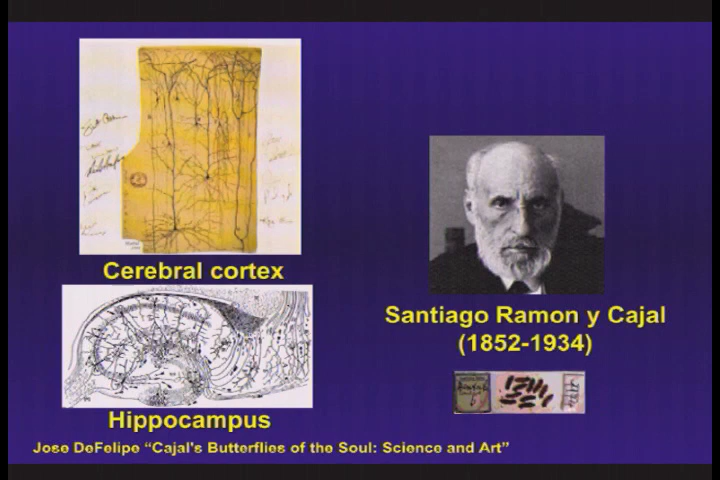 Cerebral cortex
Hippocampus
Santiago Ramon y Cajal
(1852-1934)
Jose DeFelipe “Cajal's Butterflies of the Soul: Science and Art”